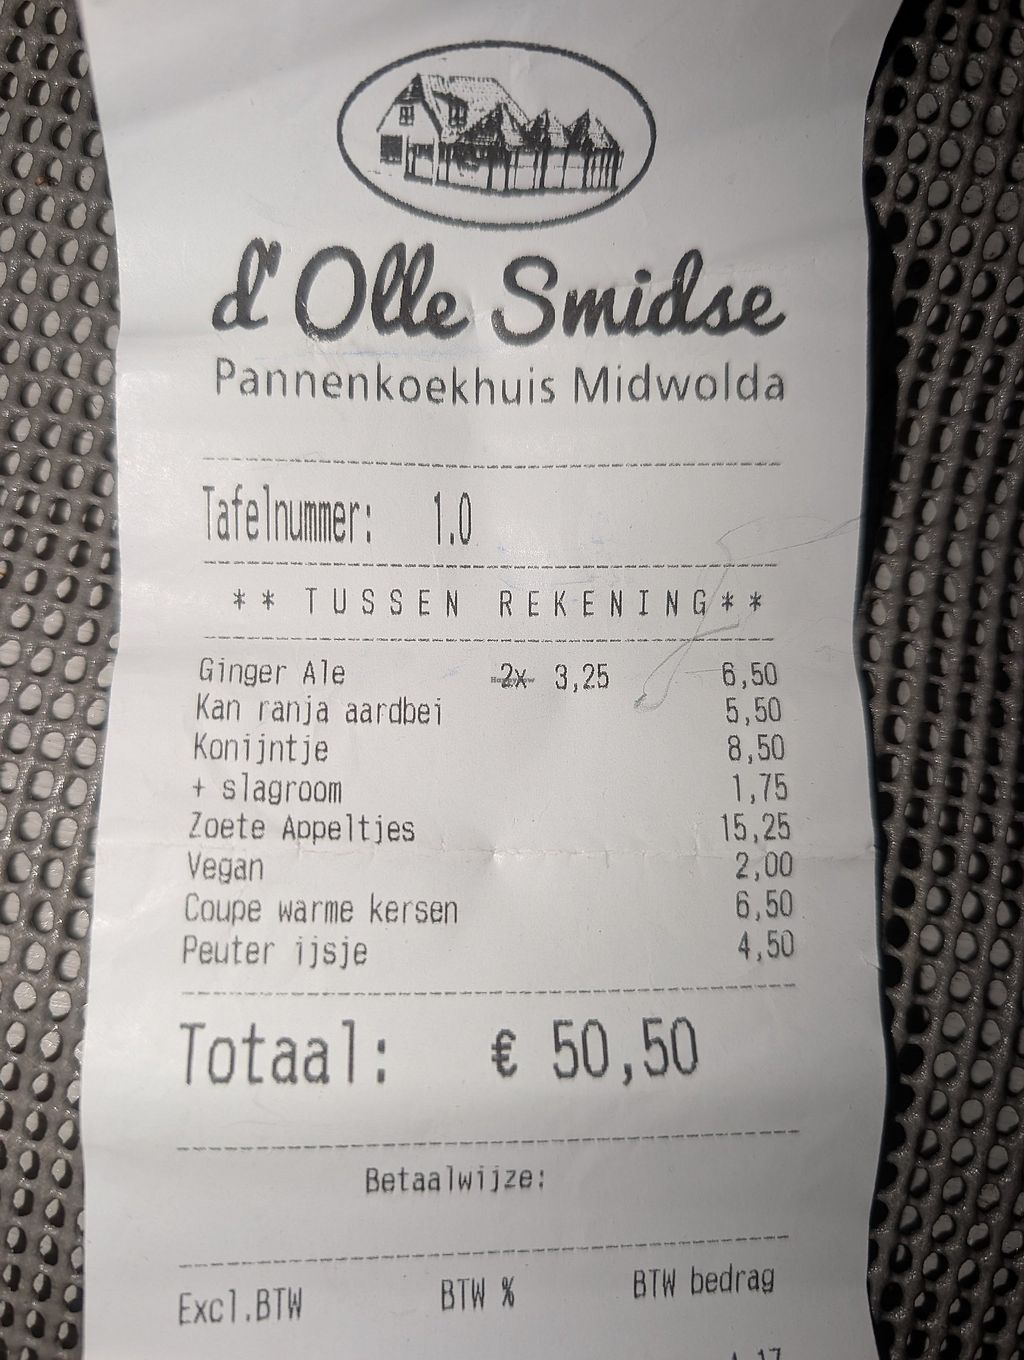 d' Olle Smidse
Pannenkoekhuis Midwolda
Tafelnummer: 1.0
** TUSSEN REKENING**
Ginger Ale 2x 3,25 6,50
Kan ranja aardbei 5,50
Konijntje 8,50
+ slagroom 1,75
Zoete Appeltjes 15,25
Vegan 2,00
Coupe warme kersen 6,50
Peuter ijsje 4,50
Totaal: € 50,50
Betaalwijze:
Excl.BTW BTW % BTW bedrag